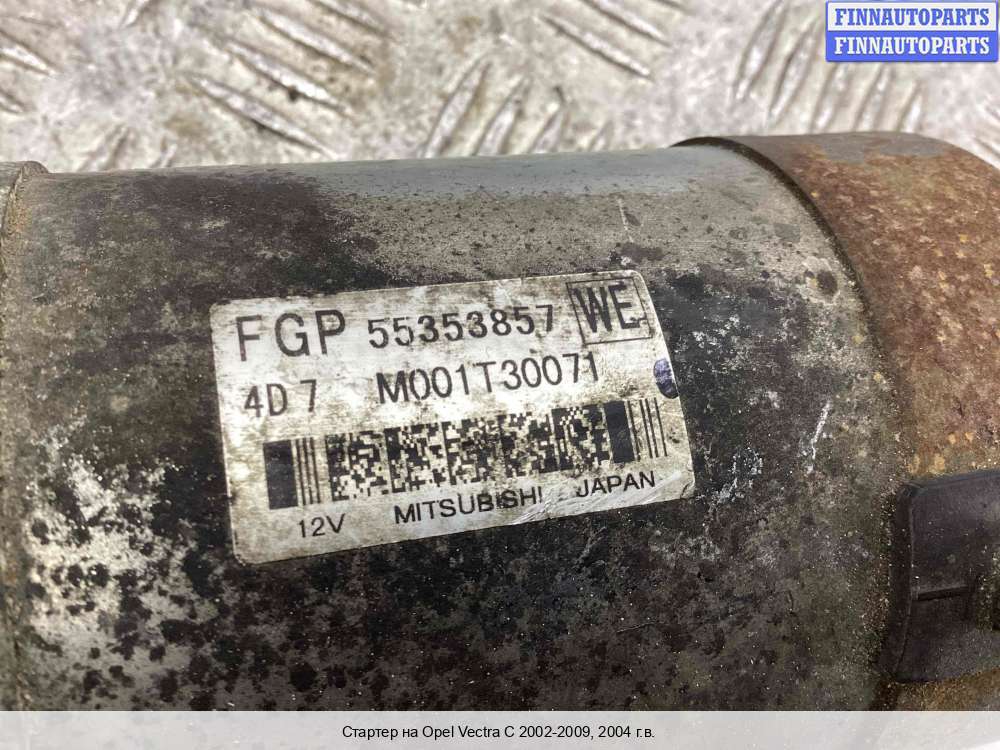 FINNAUTOPARTS
FINNAUTOPARTS
FGP 55353857 WE
4D7 M001T30071
12V MITSUBISHI JAPAN
Стартер на Opel Vectra C 2002-2009, 2004 г.в.